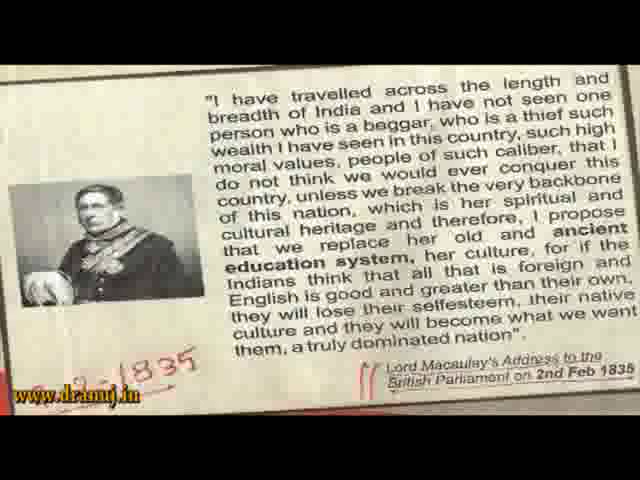 "I have travelled across the length and
breadth of India and I have not seen one
person who is a beggar, who is a thief such
wealth I have seen in this country, such high
moral values, people of such caliber, that I
do not think we would ever conquer this
country, unless we break the very backbone
of this nation, which is her spiritual and
cultural heritage and therefore, I propose
that we replace her old and ancient
education system, her culture, for if the
Indians think that all that is foreign and
English is good and greater than their own,
they will lose their selfesteem, their native
culture and they will become what we want
them, a truly dominated nation".
Lord Macaulay's Address to the
British Parliament on 2nd Feb 1835
1835
www.dranuj.in